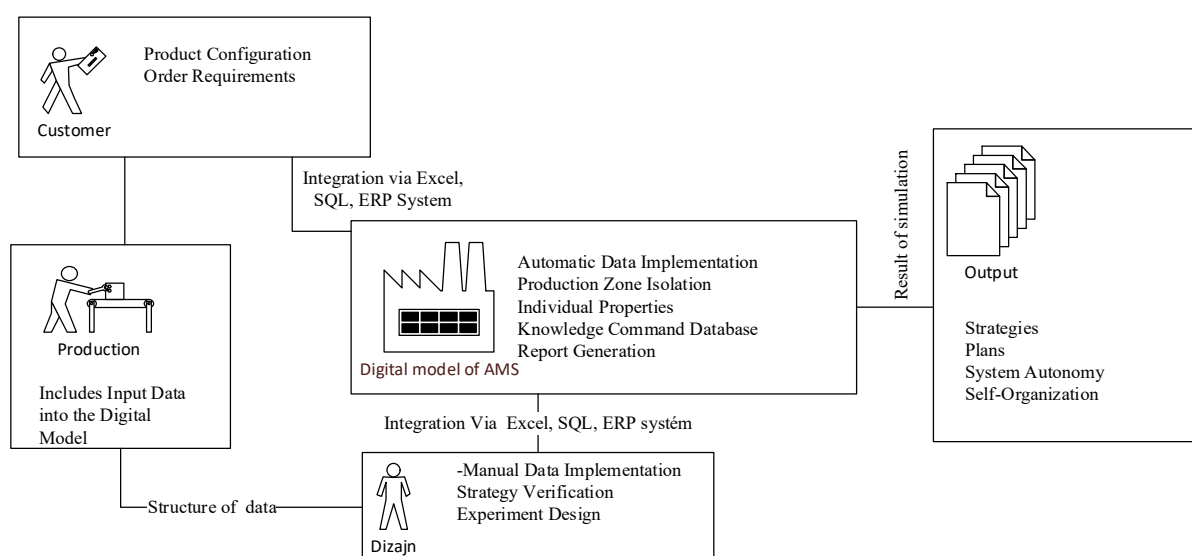 Product Configuration
Order Requirements
Customer
Integration via Excel,
SQL, ERP System
Production
Includes Input Data
into the Digital
Model
Automatic Data Implementation
Production Zone Isolation
Individual Properties
Knowledge Command Database
Report Generation
Digital model of AMS
Result of simulation
Output
Strategies
Plans
System Autonomy
Self-Organization
Integration Via Excel, SQL, ERP systém
-Manual Data Implementation
Strategy Verification
Experiment Design
Dizajn
Structure of data